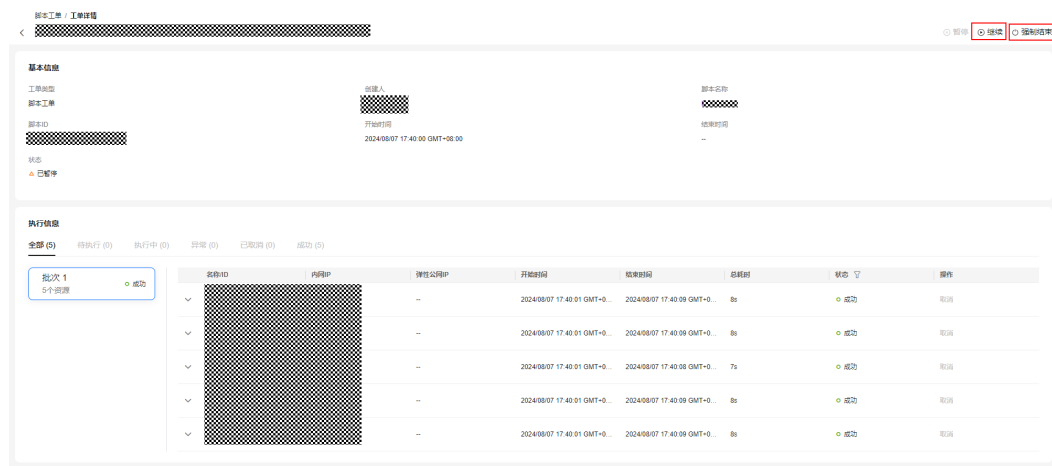 脚本工单 / 工单详情
暂停 继续 强制结束
基本信息
工单类型 创建人 脚本名称
脚本工单
脚本ID 开始时间 结束时间
2024/08/07 17:40:00 GMT+08:00 --
状态
已暂停
执行信息
全部 (5) 待执行 (0) 执行中 (0) 异常 (0) 已取消 (0) 成功 (5)
批次 1 成功
5个资源
名称/ID 内网IP 弹性公网IP 开始时间 结束时间 总耗时 状态 操作
-- 2024/08/07 17:40:01 GMT+0... 2024/08/07 17:40:09 GMT+0... 8s 成功 取消
-- 2024/08/07 17:40:01 GMT+0... 2024/08/07 17:40:09 GMT+0... 8s 成功 取消
-- 2024/08/07 17:40:01 GMT+0... 2024/08/07 17:40:08 GMT+0... 7s 成功 取消
-- 2024/08/07 17:40:01 GMT+0... 2024/08/07 17:40:09 GMT+0... 8s 成功 取消
-- 2024/08/07 17:40:01 GMT+0... 2024/08/07 17:40:09 GMT+0... 8s 成功 取消